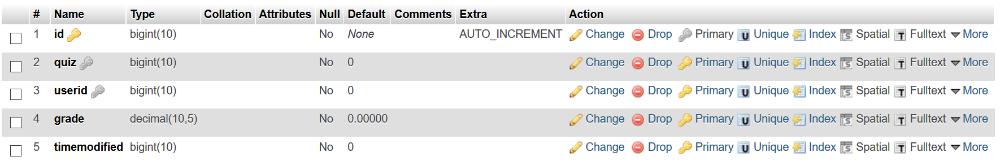 # Name Type Collation Attributes Null Default Comments Extra Action
1 id bigint(10) No None AUTO_INCREMENT Change Drop Primary Unique Index Spatial Fulltext More
2 quiz bigint(10) No 0 Change Drop Primary Unique Index Spatial Fulltext More
3 userid bigint(10) No 0 Change Drop Primary Unique Index Spatial Fulltext More
4 grade decimal(10,5) No 0.00000 Change Drop Primary Unique Index Spatial Fulltext More
5 timemodified bigint(10) No 0 Change Drop Primary Unique Index Spatial Fulltext More